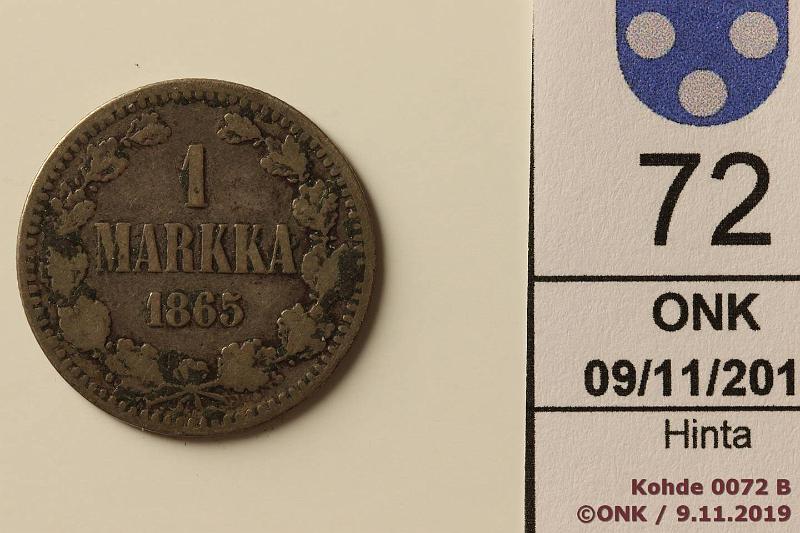 1
MARKKA
1865
72
ONK
09/11/201
Hinta
Kohde 0072 B
©ONK / 9.11.2019